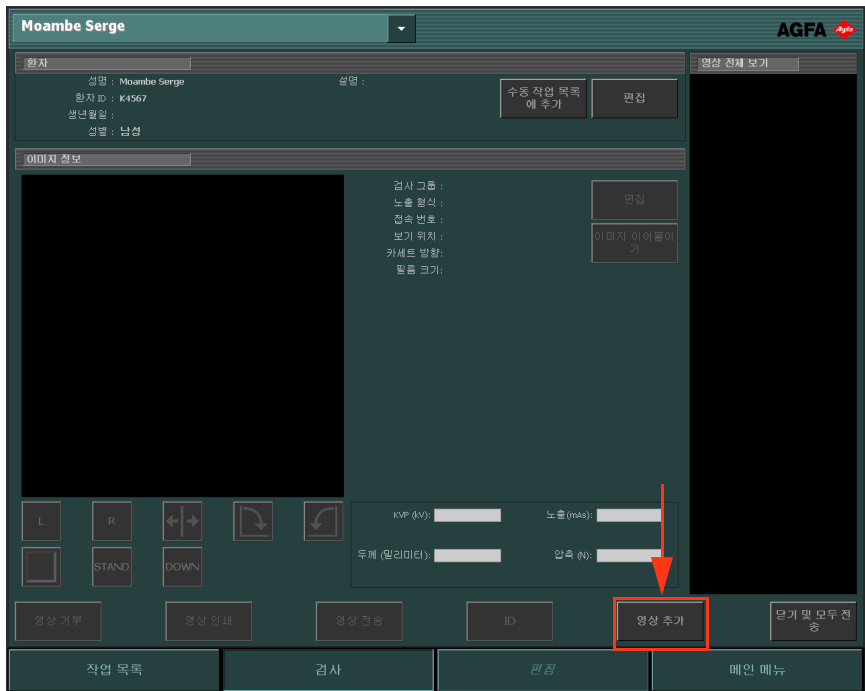 Moambe Serge
AGFA Agfa
환자
성명 : Moambe Serge
설명 :
환자 ID : K4567
생년월일 :
성별 : 남성
수동 작업 목록
에 추가
편집
영상 전체 보기
이미지 정보
검사 그룹 :
노출 형식 :
접속 번호 :
보기 위치 :
카세트 방향:
필름 크기:
편집
이미지 이어붙이
기
L
R
STAND
DOWN
KVP (kV):
노출(mAs):
두께 (밀리미터):
압축 (N):
영상 거부
영상 인쇄
영상 전송
ID
영상 추가
닫기 및 모두 전
송
작업 목록
검사
편집
메인 메뉴